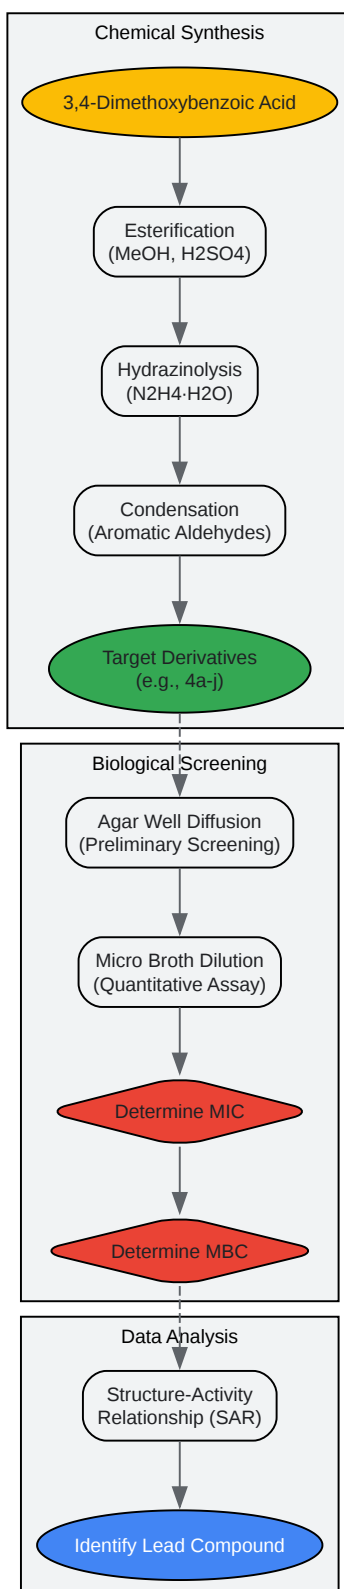 Chemical Synthesis
3,4-Dimethoxybenzoic Acid
Esterification
(MeOH, H2SO4)
Hydrazinolysis
(N2H4·H2O)
Condensation
(Aromatic Aldehydes)
Target Derivatives
(e.g., 4a-j)
Biological Screening
Agar Well Diffusion
(Preliminary Screening)
Micro Broth Dilution
(Quantitative Assay)
Determine MIC
Determine MBC
Data Analysis
Structure-Activity
Relationship (SAR)
Identify Lead Compound